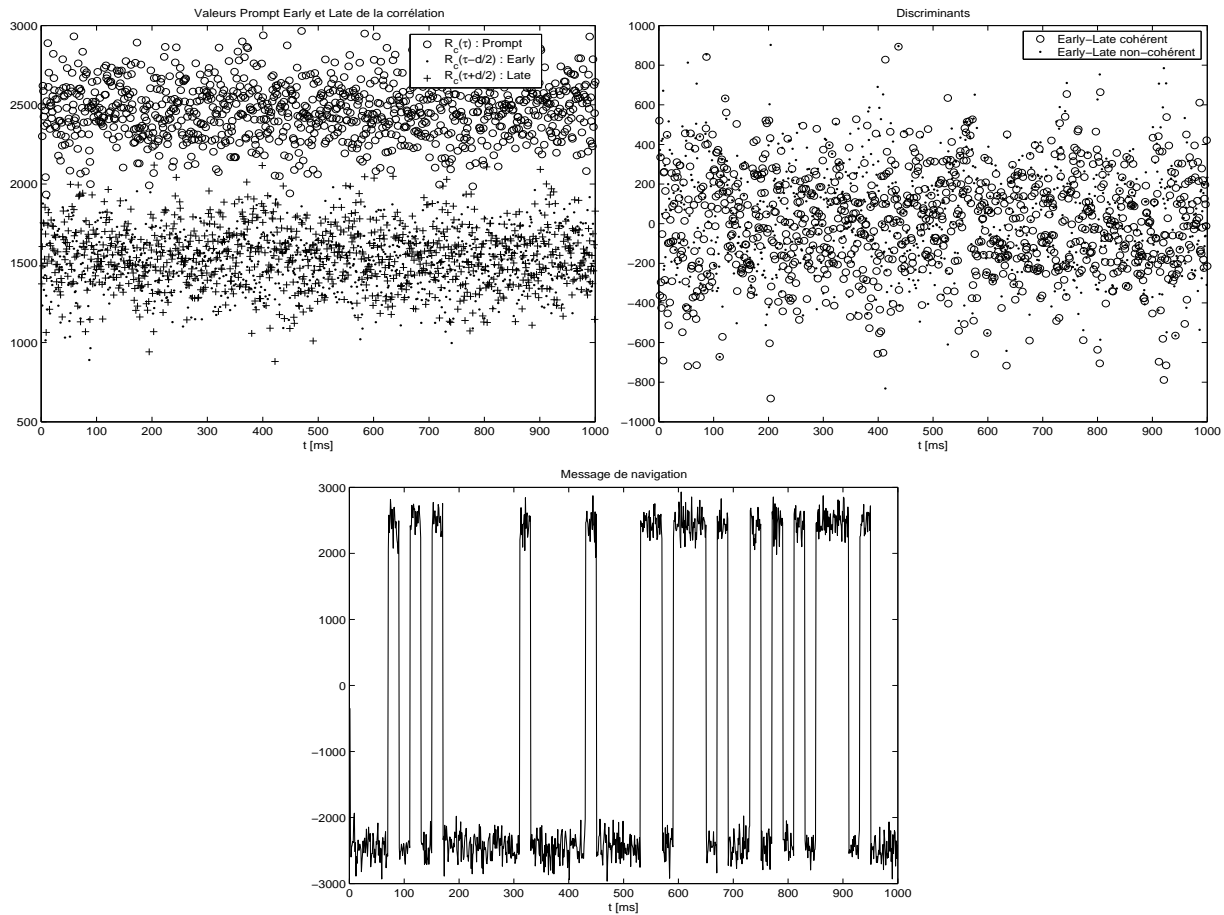 Valeurs Prompt Early et Late de la corrélation
3000
2500
2000
1500
1000
500
R_c(τ) : Prompt
R_c(τ−d/2) : Early
R_c(τ+d/2) : Late
0 100 200 300 400 500 600 700 800 900 1000
t [ms]
Discriminants
1000
800
600
400
200
0
−200
−400
−600
−800
−1000
Early−Late cohérent
Early−Late non−cohérent
0 100 200 300 400 500 600 700 800 900 1000
t [ms]
Message de navigation
3000
2000
1000
0
−1000
−2000
−3000
0 100 200 300 400 500 600 700 800 900 1000
t [ms]